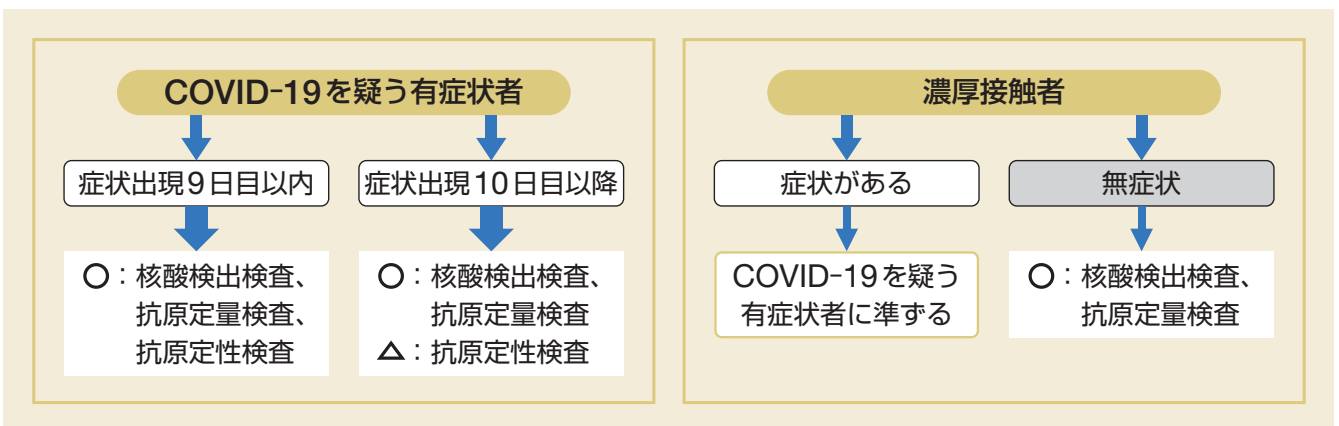 COVID-19を疑う有症状者
症状出現9日目以内
○：核酸検出検査、
抗原定量検査、
抗原定性検査
症状出現10日目以降
○：核酸検出検査、
抗原定量検査
△：抗原定性検査
濃厚接触者
症状がある
COVID-19を疑う
有症状者に準ずる
無症状
○：核酸検出検査、
抗原定量検査